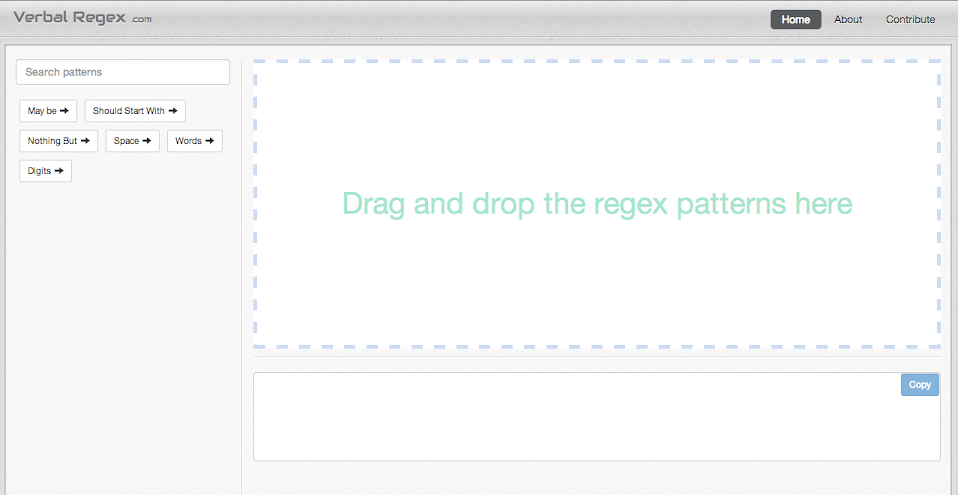 Verbal Regex .com
Home About Contribute
Search patterns
May be Should Start With
Nothing But Space Words
Digits
Drag and drop the regex patterns here
Copy